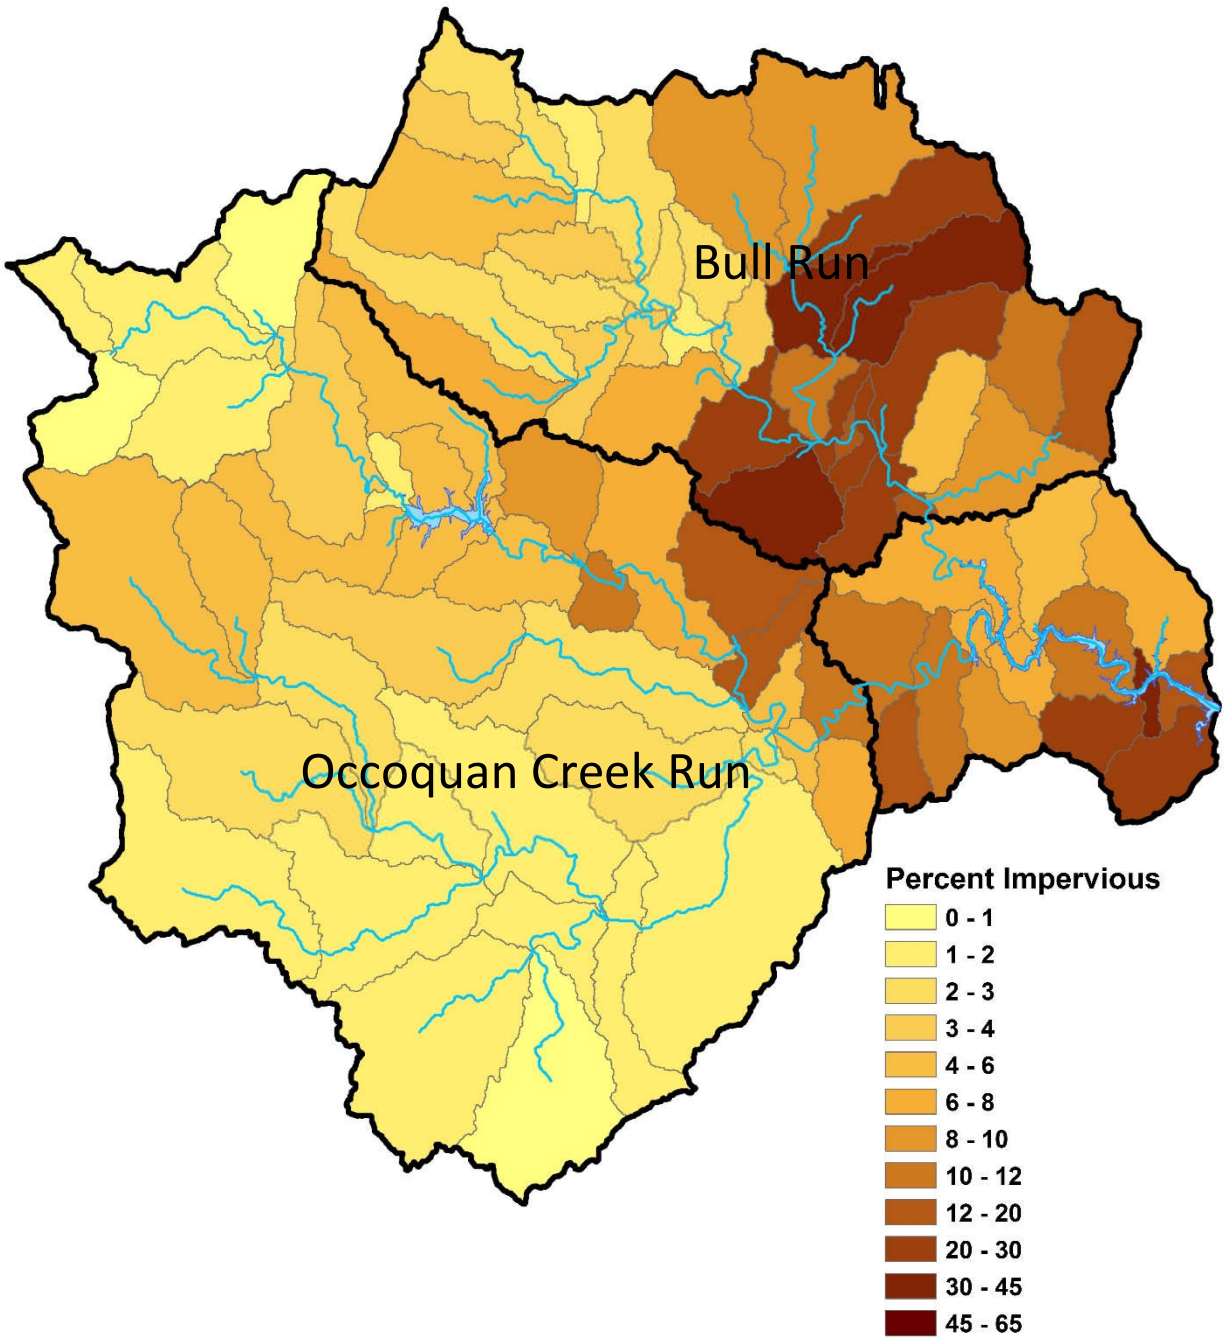 Bull Run
Occoquan Creek Run
Percent Impervious
0 - 1
1 - 2
2 - 3
3 - 4
4 - 6
6 - 8
8 - 10
10 - 12
12 - 20
20 - 30
30 - 45
45 - 65